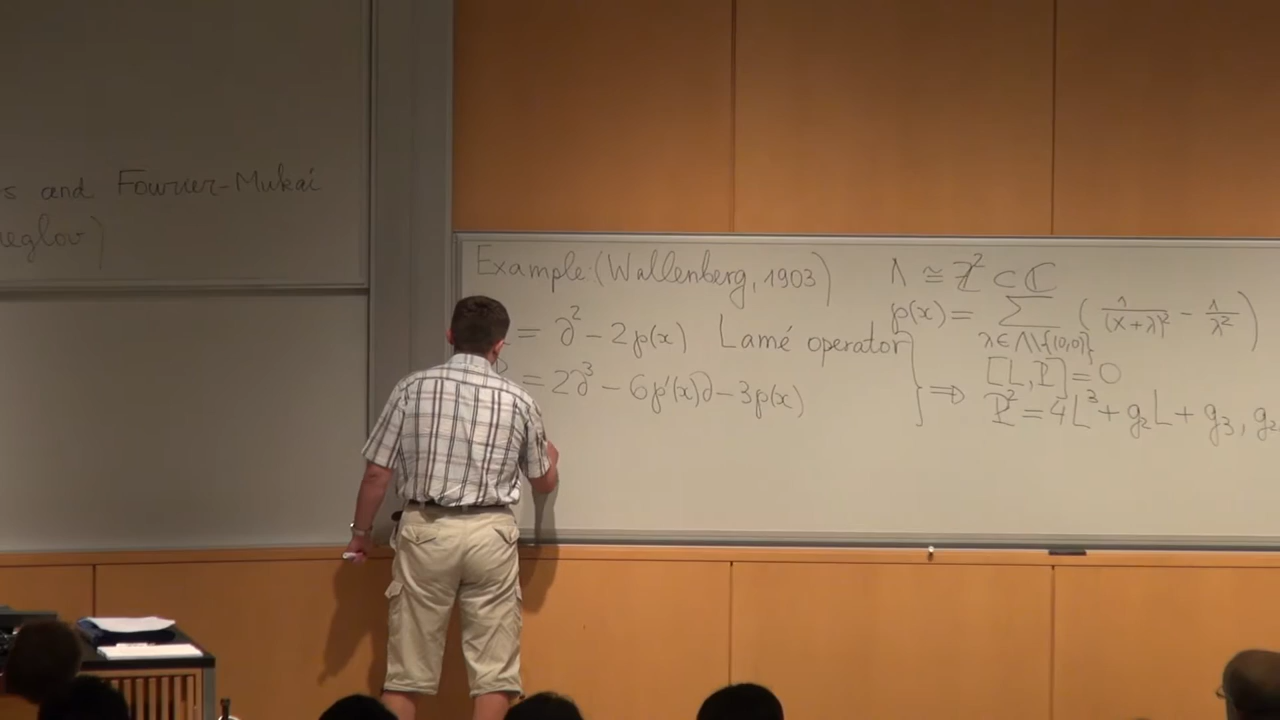 s and Fourier-Mukai
eglov)
Example: (Wallenberg, 1903)
= ∂² - 2℘(x) Lamé operator
= 2∂³ - 6℘'(x)∂ - 3℘(x)
Λ ≅ ℤ² ⊂ ℂ
℘(x) = ∑ ( 1/(x+λ)² - 1/λ² )
λ∈Λ\{(0,0)}
} ⇒ [L, P] = 0
P² = 4L³ + g₂L + g₃, g₂